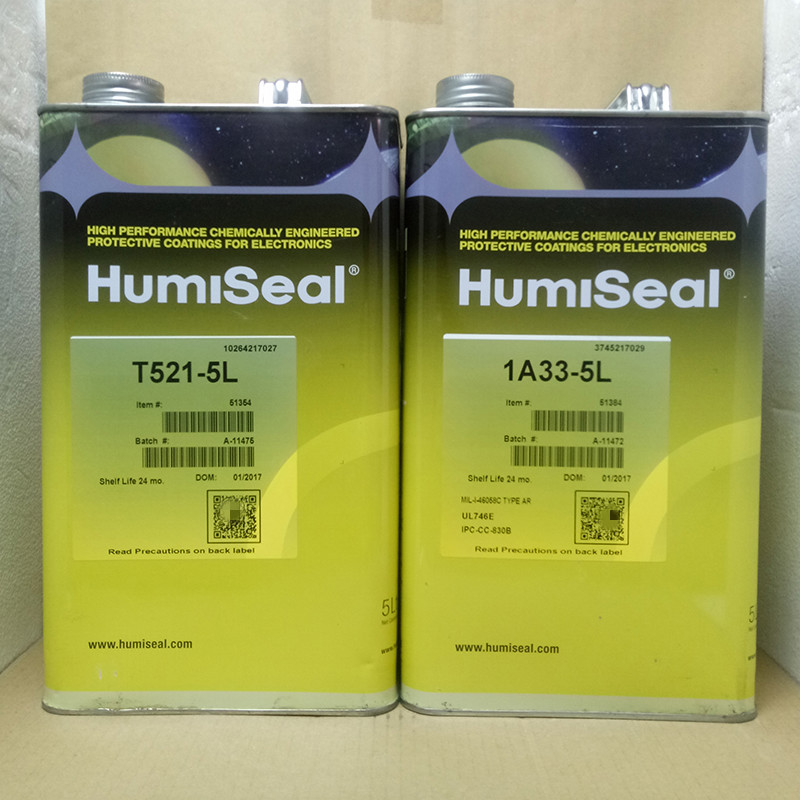 HIGH PERFORMANCE CHEMICALLY ENGINEERED
PROTECTIVE COATINGS FOR ELECTRONICS
HumiSeal®
10264217027
T521-5L
Item #: 51354
Batch #: A-11475
Shelf Life 24 mo. DOM: 01/2017
Read Precautions on back label
5L
www.humiseal.com
HIGH PERFORMANCE CHEMICALLY ENGINEERED
PROTECTIVE COATINGS FOR ELECTRONICS
HumiSeal®
3745217029
1A33-5L
Item #: 51384
Batch #: A-11472
Shelf Life 24 mo. DOM: 01/2017
MIL-I-46058C TYPE AR
UL746E
IPC-CC-830B
Read Precautions on back label
www.humiseal.com